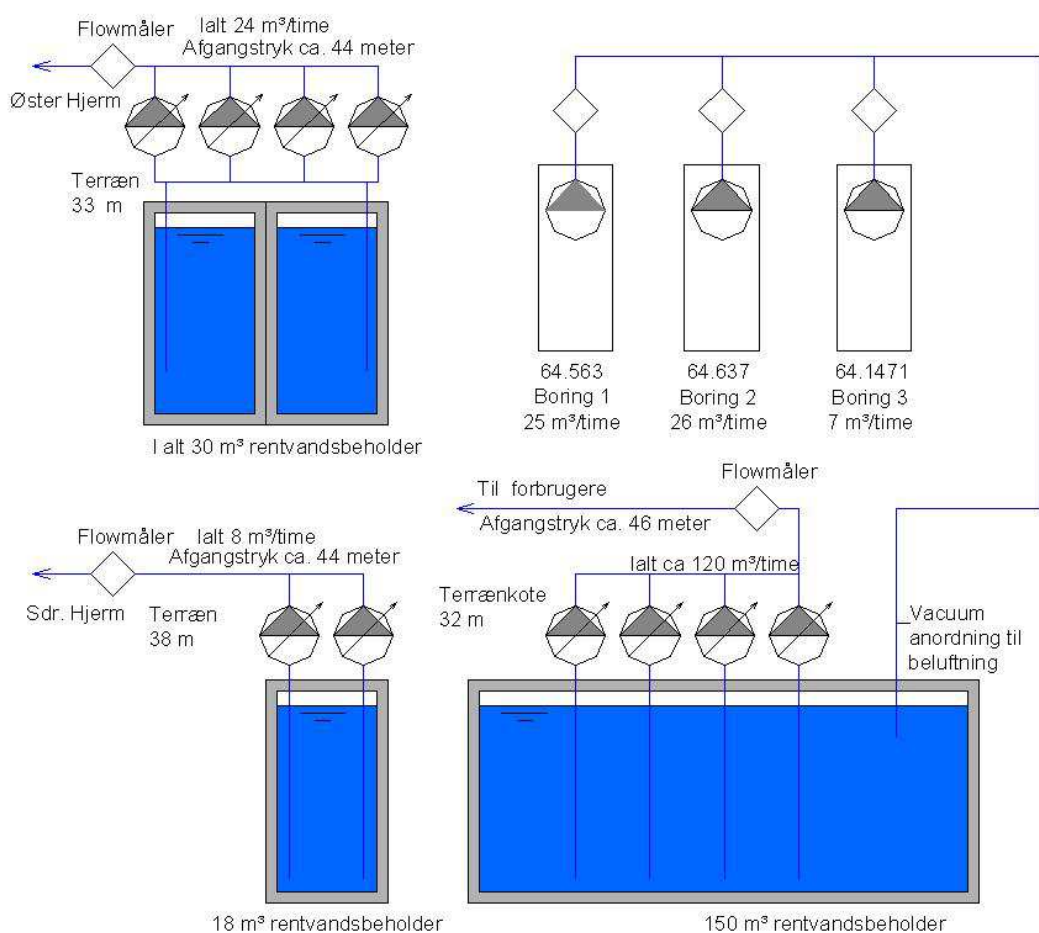 Flowmåler
Ialt 24 m³/time
Afgangstryk ca. 44 meter
Øster Hjerm
Terræn
33 m
I alt 30 m³ rentvandsbeholder
64.563
Boring 1
25 m³/time
64.637
Boring 2
26 m³/time
64.1471
Boring 3
7 m³/time
Flowmåler
Til forbrugere
Afgangstryk ca. 46 meter
Ialt ca 120 m³/time
Terrænkote
32 m
Vacuum
anordning til
beluftning
150 m³ rentvandsbeholder
Flowmåler
Ialt 8 m³/time
Afgangstryk ca. 44 meter
Sdr. Hjerm
Terræn
38 m
18 m³ rentvandsbeholder